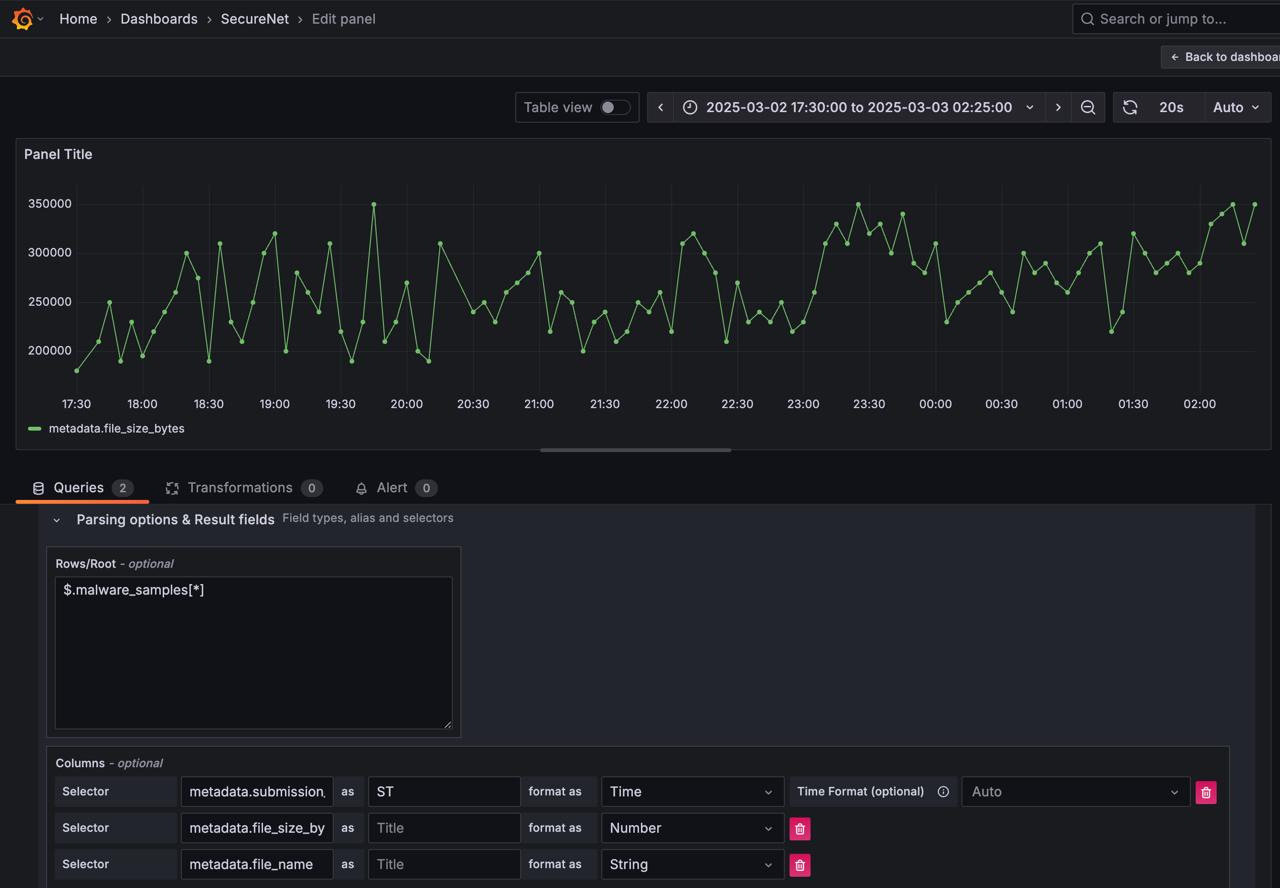 Home › Dashboards › SecureNet › Edit panel
Search or jump to...
← Back to
Table view
2025-03-02 17:30:00 to 2025-03-03 02:25:00
20s
Auto
Panel Title
350000
300000
250000
200000
17:30 18:00 18:30 19:00 19:30 20:00 20:30 21:00 21:30 22:00 22:30 23:00 23:30 00:00 00:30 01:00 01:30 02:00
metadata.file_size_bytes
Queries 2 Transformations 0 Alert 0
Parsing options & Result fields Field types, alias and selectors
Rows/Root - optional
$.malware_samples[*]
Columns - optional
Selector metadata.submission_ as ST format as Time Time Format (optional) Auto
Selector metadata.file_size_by as Title format as Number
Selector metadata.file_name as Title format as String